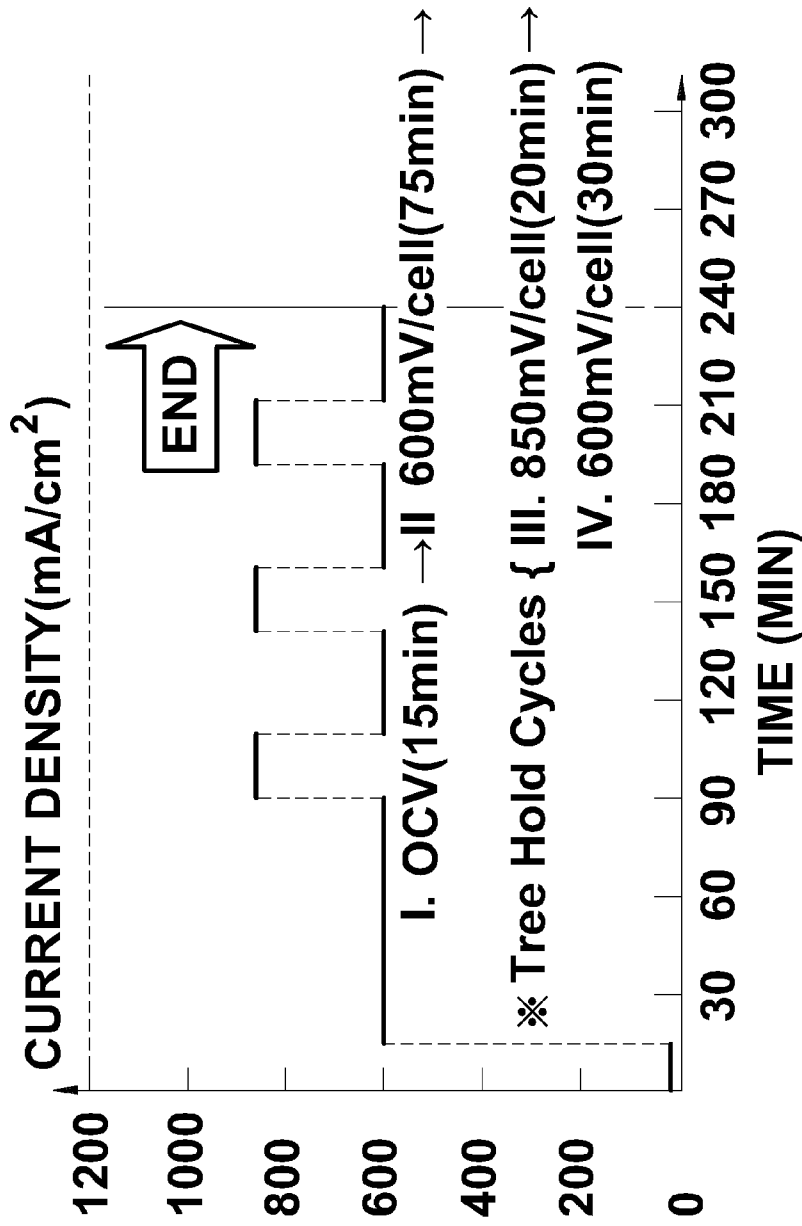 CURRENT DENSITY(mA/cm²)
1200
1000
800
600
400
200
0
END
I. OCV(15min) →II 600mV/cell(75min) →
※ Tree Hold Cycles { III. 850mV/cell(20min) →
IV. 600mV/cell(30min)
30 60 90 120 150 180 210 240 270 300
TIME (MIN)